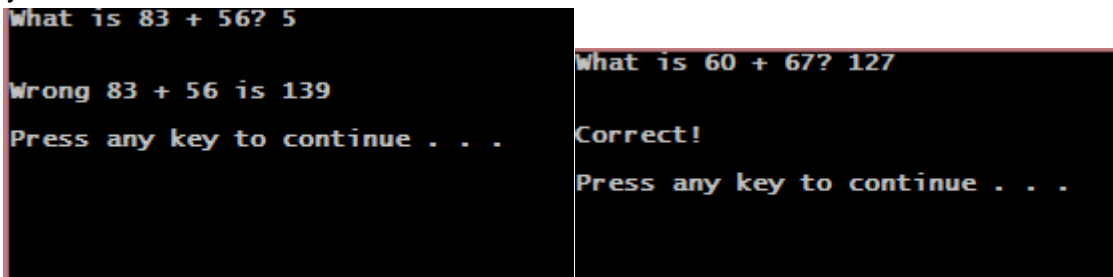 What is 83 + 56? 5
Wrong 83 + 56 is 139
Press any key to continue . . .
What is 60 + 67? 127
Correct!
Press any key to continue . . .